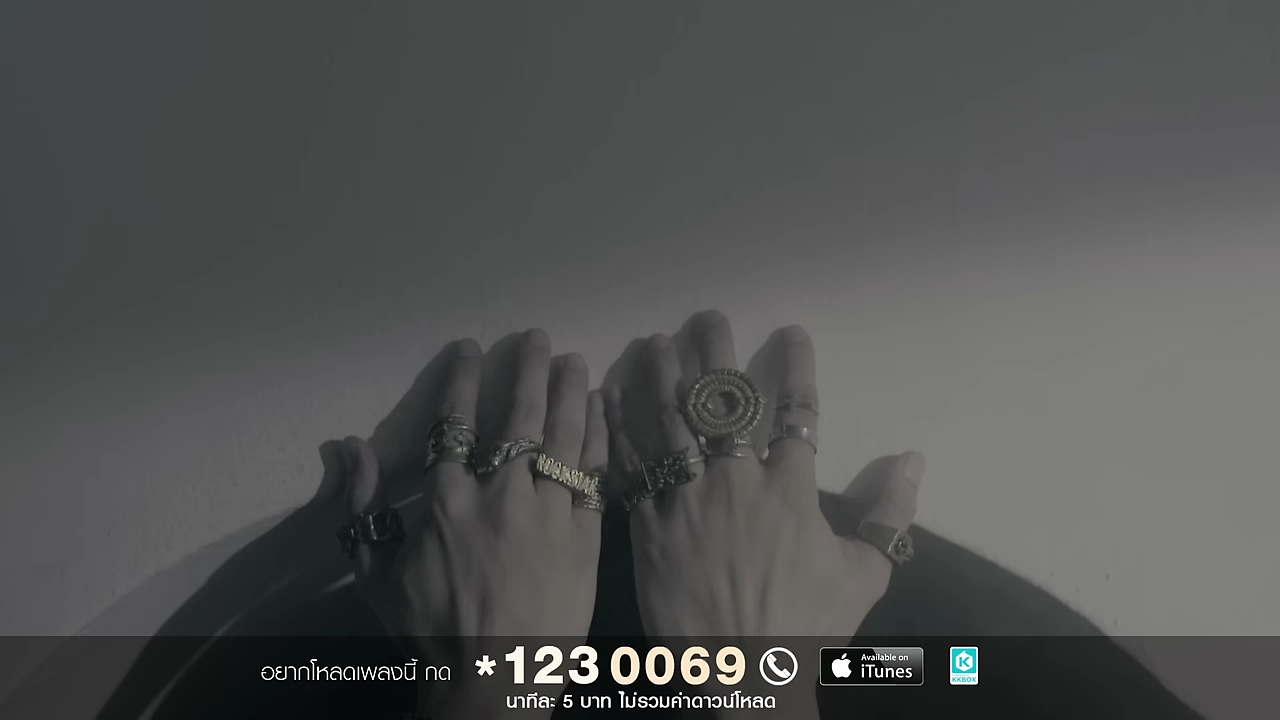 ROCKSTAR
อยากโหลดเพลงนี้ กด *123 0069 Available on iTunes KKBOX
นาทีละ 5 บาท ไม่รวมค่าดาวน์โหลด